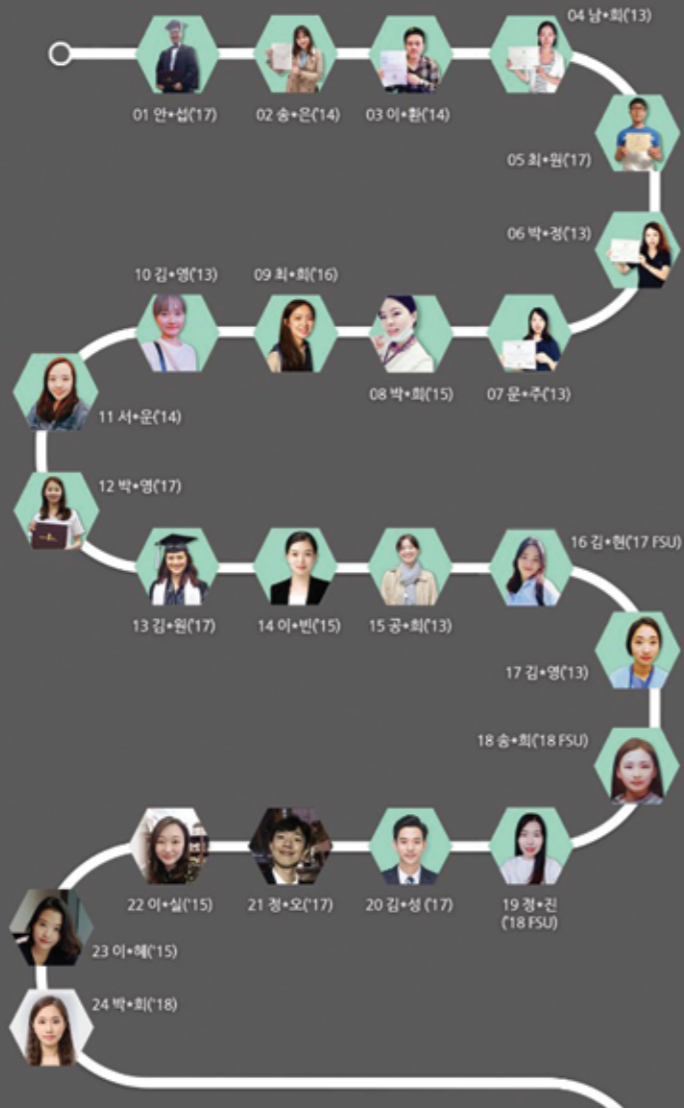 01 안*섭('17)
02 송*은('14)
03 이*환('14)
04 남*희('13)
05 최*원('17)
06 박*정('13)
07 문*주('13)
08 박*희('15)
09 최*희('16)
10 김*영('13)
11 서*운('14)
12 박*영('17)
13 김*원('17)
14 이*빈('15)
15 공*희('13)
16 김*현('17 FSU)
17 김*영('13)
18 송*희('18 FSU)
19 정*진
('18 FSU)
20 김*성 ('17)
21 정*오('17)
22 이*실('15)
23 이*혜('15)
24 박*희('18)